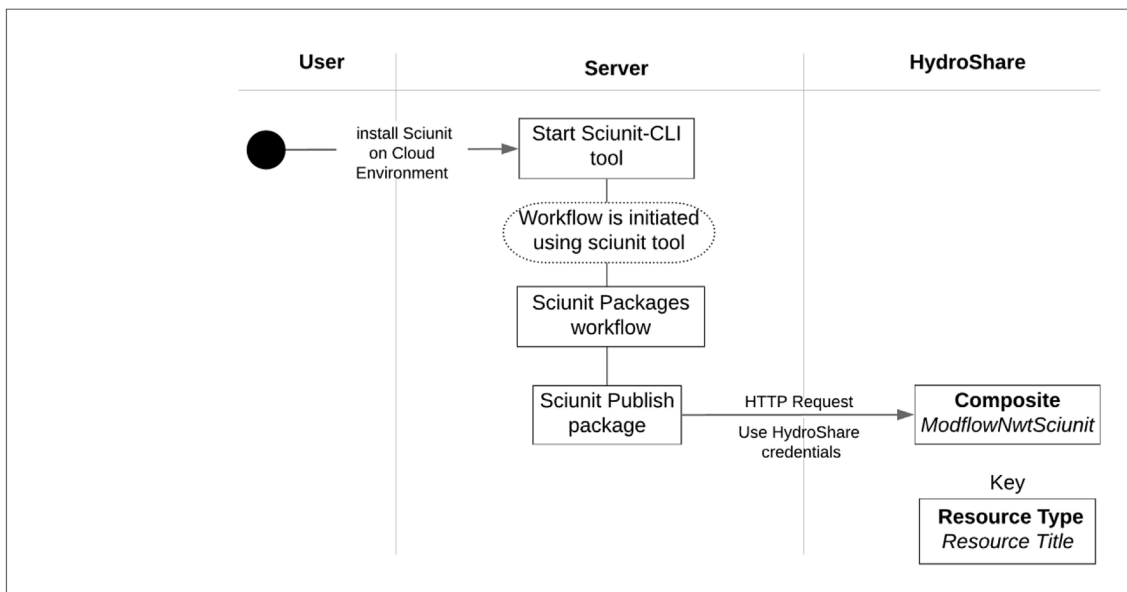 User
Server
HydroShare
install Sciunit
on Cloud
Environment
Start Sciunit-CLI
tool
Workflow is initiated
using sciunit tool
Sciunit Packages
workflow
Sciunit Publish
package
HTTP Request
Use HydroShare
credentials
Composite
ModflowNwtSciunit
Key
Resource Type
Resource Title